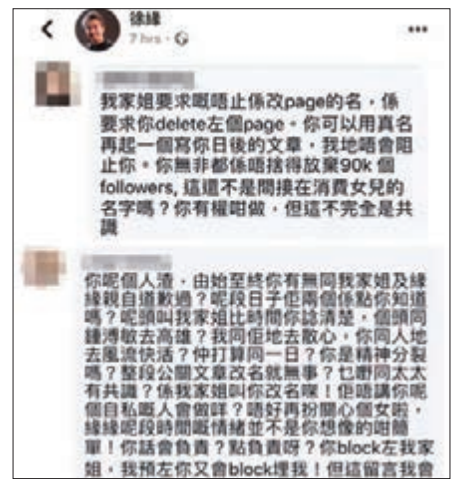 徐緣
7 hrs
我家姐要求嘅唔止係改page的名，係
要求你delete左個page。你可以用真名
再起一個寫你日後的文章，我地唔會阻
止你。你無非都係唔捨得放棄90k 個
followers, 這還不是間接在消費女兒的
名字嗎？你有權咁做，但這不完全是共
識
你呢個人渣，由始至終你有無同我家姐及緣
緣親自道歉過？呢段日子佢兩個係點你知道
嗎？呢頭叫我家姐比時間你諗清楚，個頭同
鍾溥敏去高雄？我同佢地去散心，你同人地
去風流快活？仲打算同一日？你是精神分裂
嗎？整段公關文章改名就無事？乜嘢同太太
有共識？係我家姐叫你改名㗎！佢唔講你呢
個自私嘅人會做咩？唔好再扮關心個女啦，
緣緣呢段時間嘅情緒並不是你想像的咁簡
單！你話會負責？點負責呀？你block左我家
姐，我預左你又會block埋我！但這留言我會